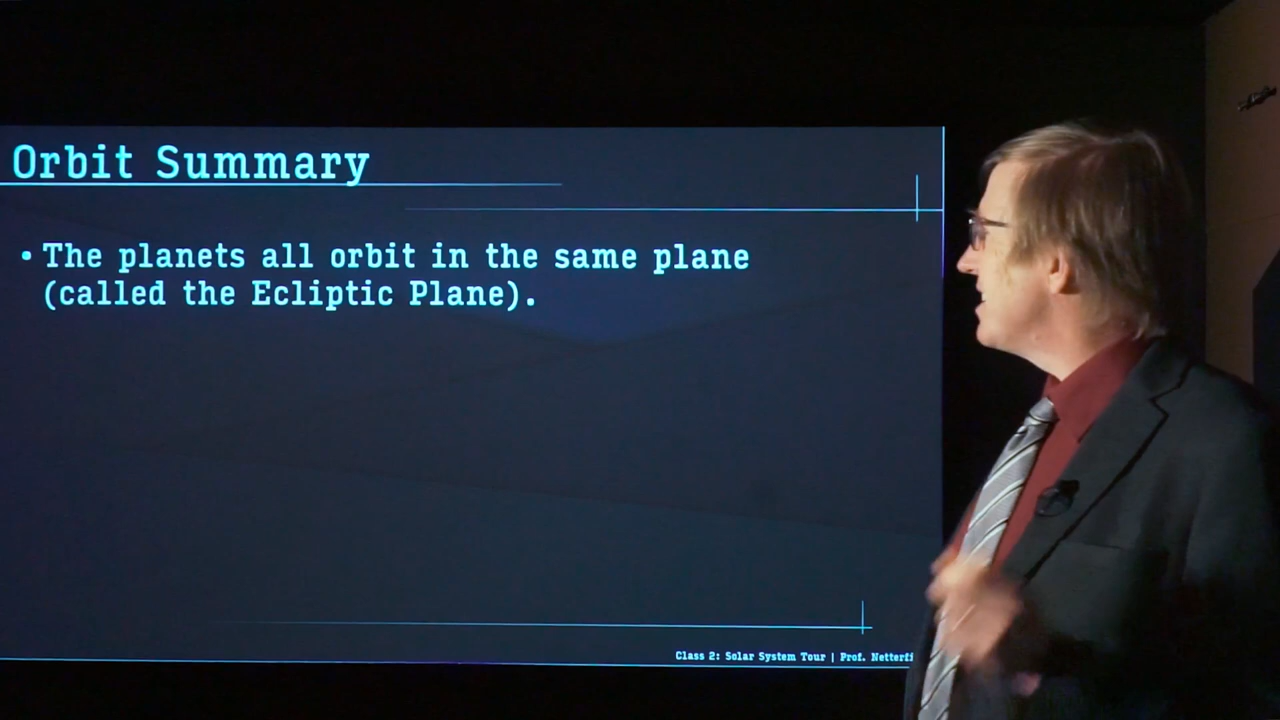 Orbit Summary
• The planets all orbit in the same plane
(called the Ecliptic Plane).
Class 2: Solar System Tour | Prof.